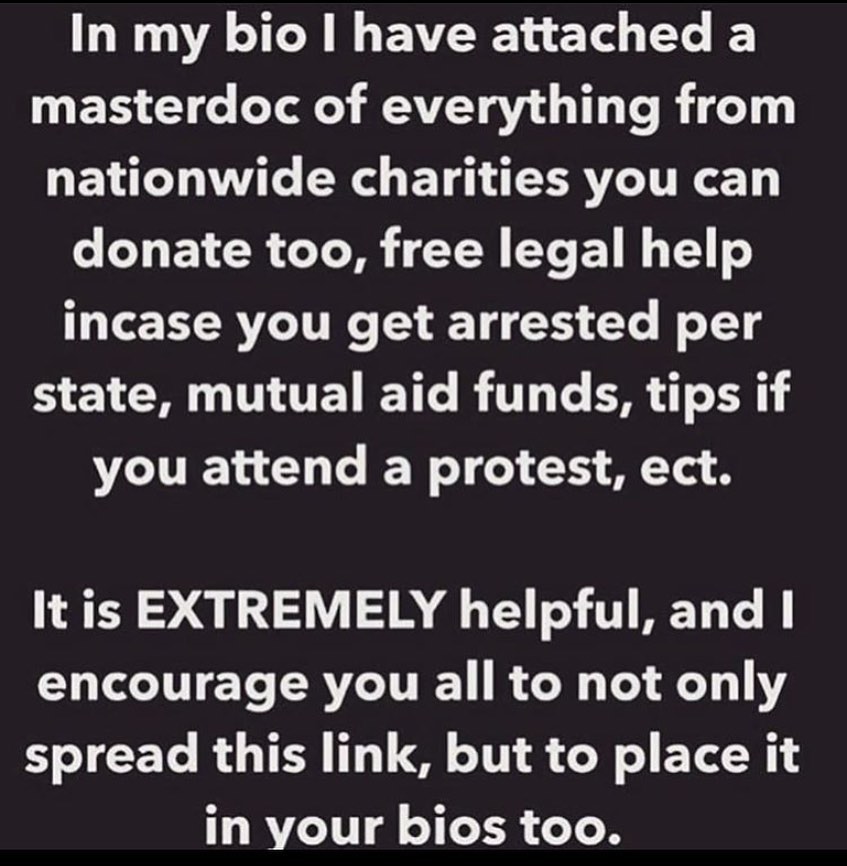 In my bio I have attached a
masterdoc of everything from
nationwide charities you can
donate too, free legal help
incase you get arrested per
state, mutual aid funds, tips if
you attend a protest, ect.
It is EXTREMELY helpful, and I
encourage you all to not only
spread this link, but to place it
in your bios too.